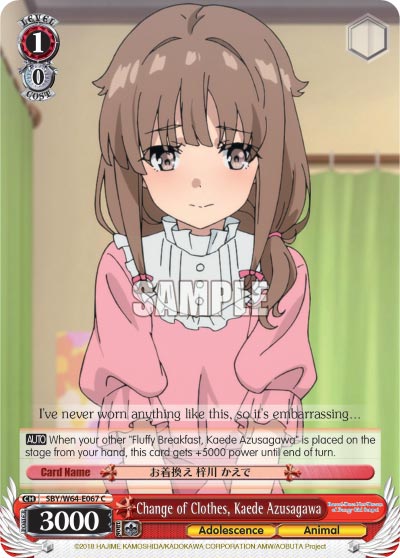 LEVEL
1
0
COST
SAMPLE
I've never worn anything like this, so it's embarrassing...
AUTO When your other "Fluffy Breakfast, Kaede Azusagawa" is placed on the
stage from your hand, this card gets +5000 power until end of turn.
Card Name
お着換え 梓川 かえで
CH SBY/W64-E067 C
3000
Change of Clothes, Kaede Azusagawa
Adolescence
Animal
©2018 HAJIME KAMOSHIDA/KADOKAWA CORPORATION AMW/AOBUTA Project